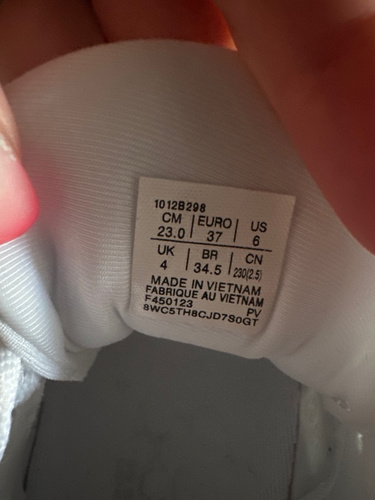 1012B298
CM | EURO | US
23.0 | 37 | 6
UK | BR | CN
4 | 34.5 | 230(2.5)
MADE IN VIETNAM
FABRIQUE AU VIETNAM
F450123 PV
8WC5TH8CJD7S0GT